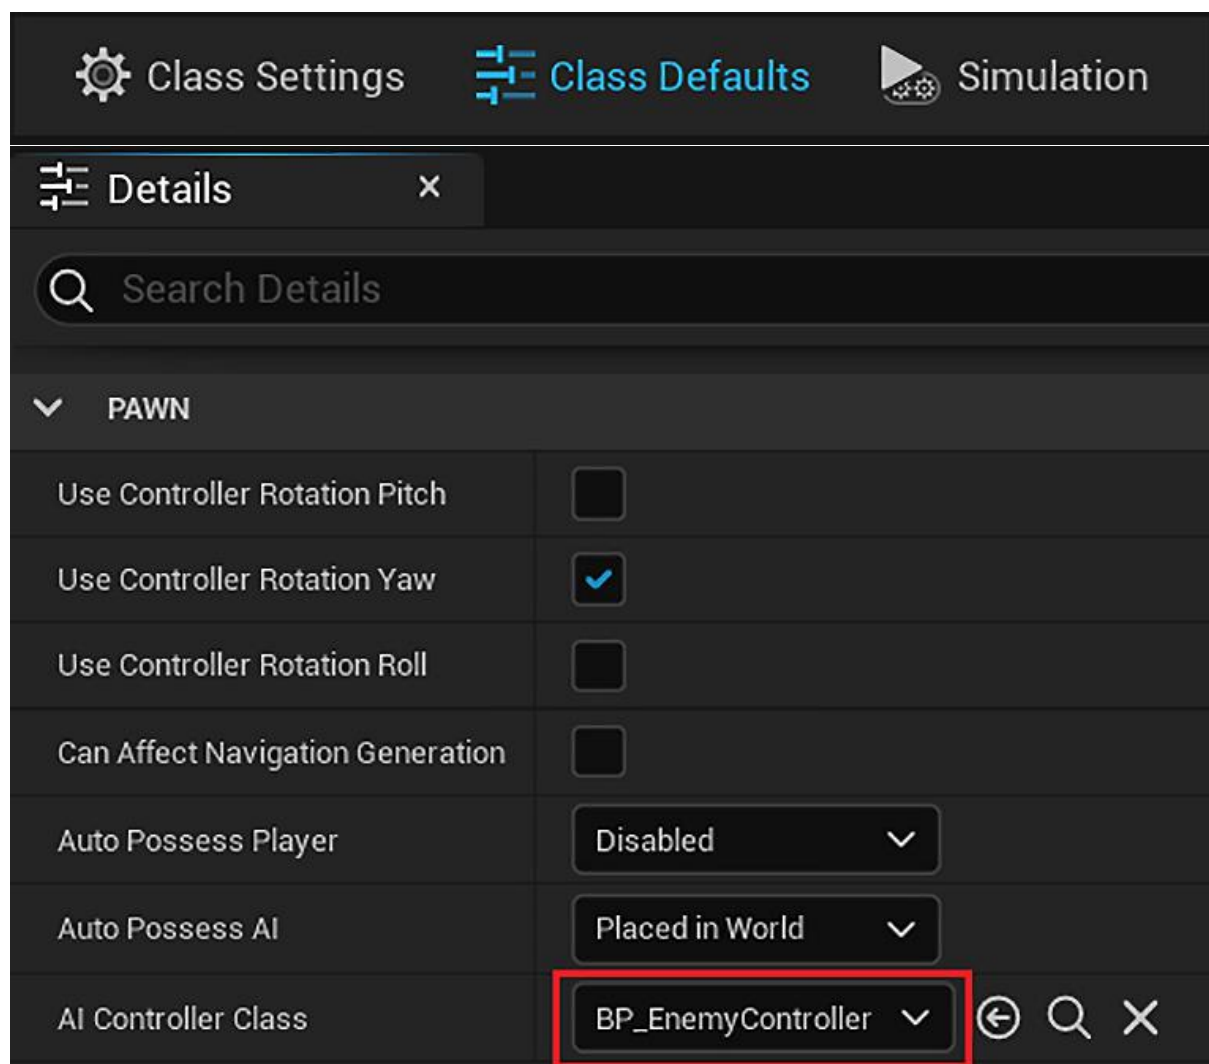 Class Settings Class Defaults Simulation
Details
Search Details
PAWN
Use Controller Rotation Pitch
Use Controller Rotation Yaw
Use Controller Rotation Roll
Can Affect Navigation Generation
Auto Possess Player Disabled
Auto Possess AI Placed in World
AI Controller Class BP_EnemyController